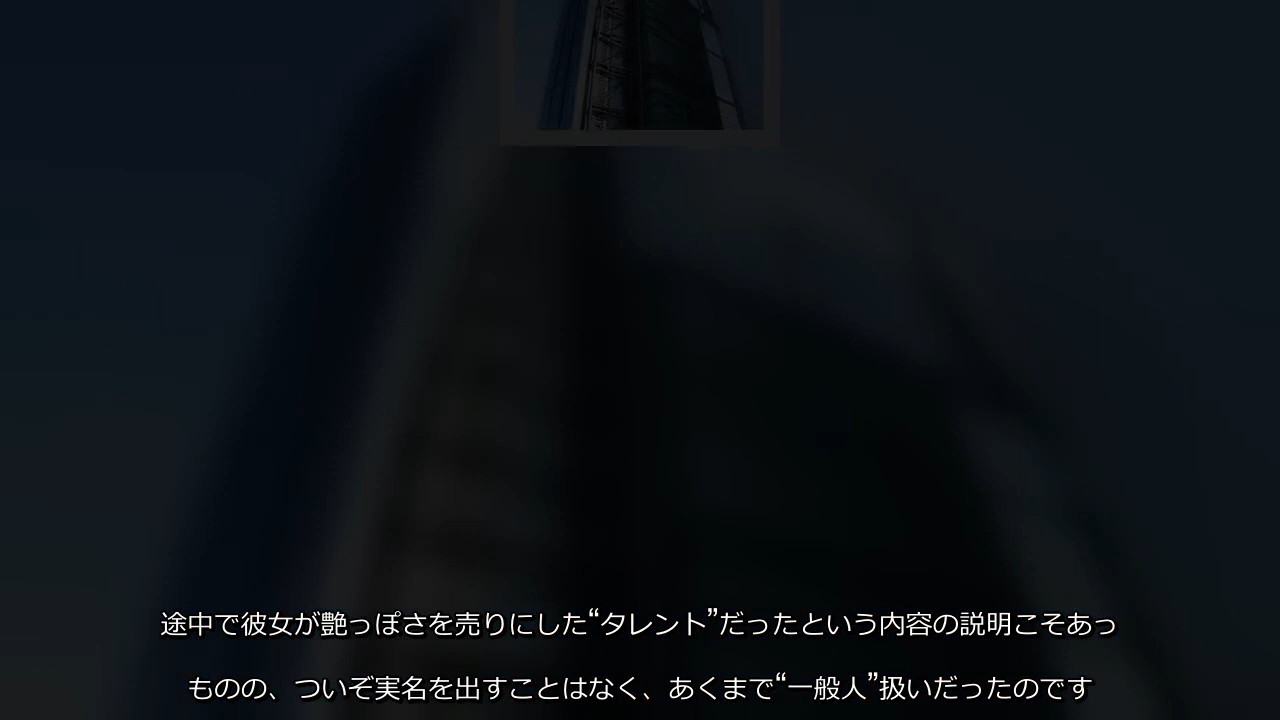 途中で彼女が艶っぽさを売りにした“タレント”だったという内容の説明こそあっ
ものの、ついぞ実名を出すことはなく、あくまで“一般人”扱いだったのです